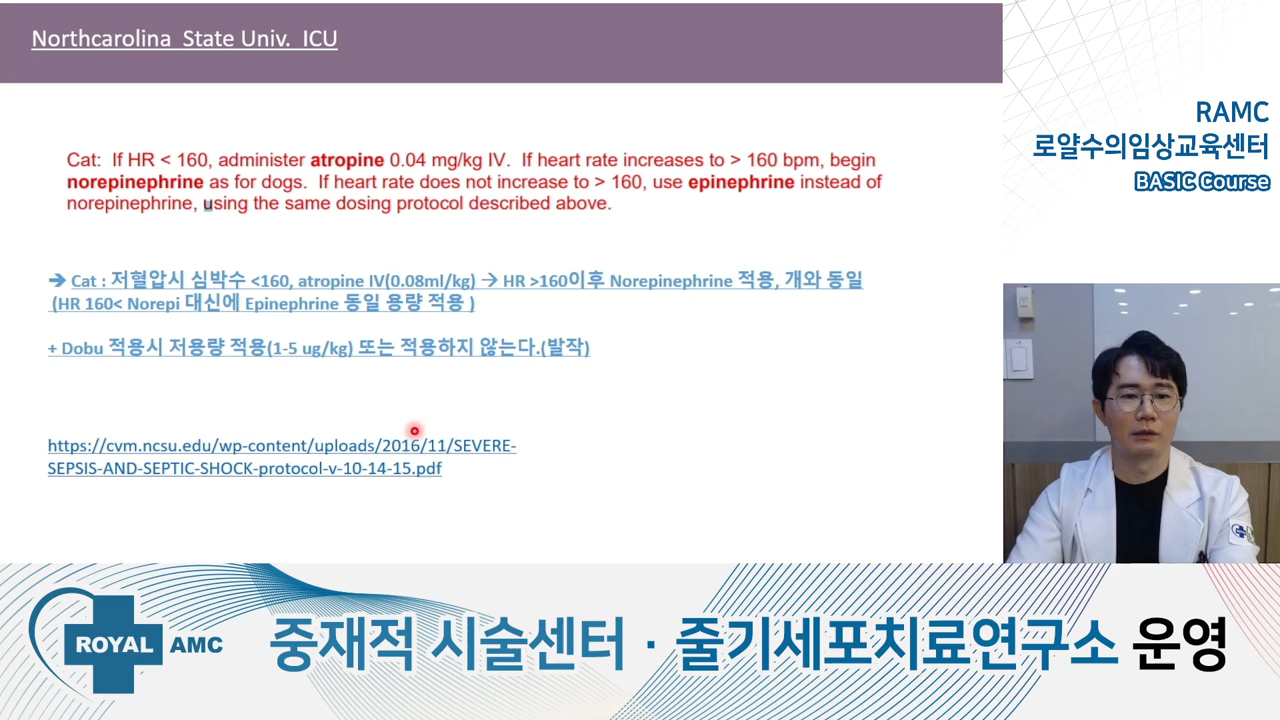 Northcarolina State Univ. ICU
Cat: If HR < 160, administer atropine 0.04 mg/kg IV. If heart rate increases to > 160 bpm, begin
norepinephrine as for dogs. If heart rate does not increase to > 160, use epinephrine instead of
norepinephrine, using the same dosing protocol described above.
➔ Cat : 저혈압시 심박수 <160, atropine IV(0.08ml/kg) → HR >160이후 Norepinephrine 적용, 개와 동일
(HR 160< Norepi 대신에 Epinephrine 동일 용량 적용 )
+ Dobu 적용시 저용량 적용(1-5 ug/kg) 또는 적용하지 않는다.(발작)
https://cvm.ncsu.edu/wp-content/uploads/2016/11/SEVERE-
SEPSIS-AND-SEPTIC-SHOCK-protocol-v-10-14-15.pdf
RAMC
로얄수의임상교육센터
BASIC Course
ROYAL AMC
중재적 시술센터 · 줄기세포치료연구소 운영